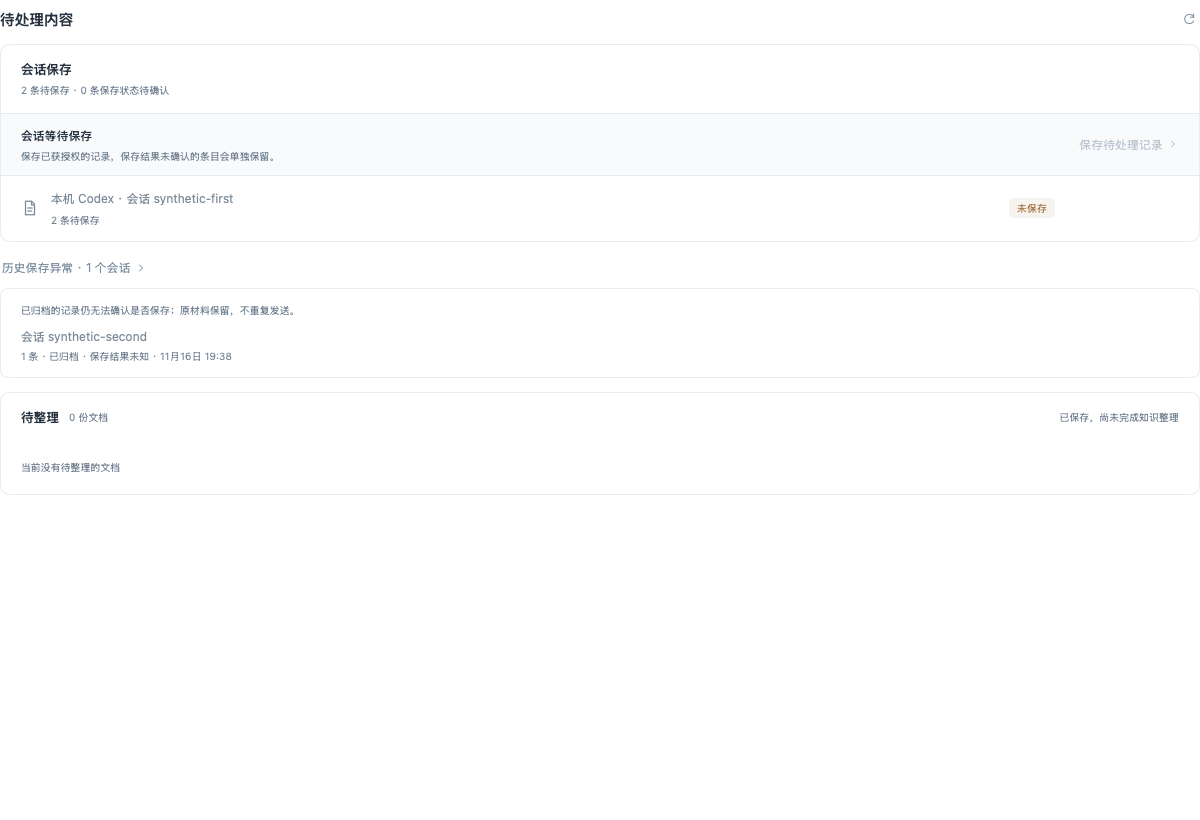 待处理内容
会话保存
2 条待保存 · 0 条保存状态待确认
会话等待保存
保存已获授权的记录，保存结果未确认的条目会单独保留。
保存待处理记录
本机 Codex · 会话 synthetic-first
2 条待保存
未保存
历史保存异常 · 1 个会话
已归档的记录仍无法确认是否保存；原材料保留，不重复发送。
会话 synthetic-second
1 条 · 已归档 · 保存结果未知 · 11月16日 19:38
待整理 0 份文档
已保存，尚未完成知识整理
当前没有待整理的文档